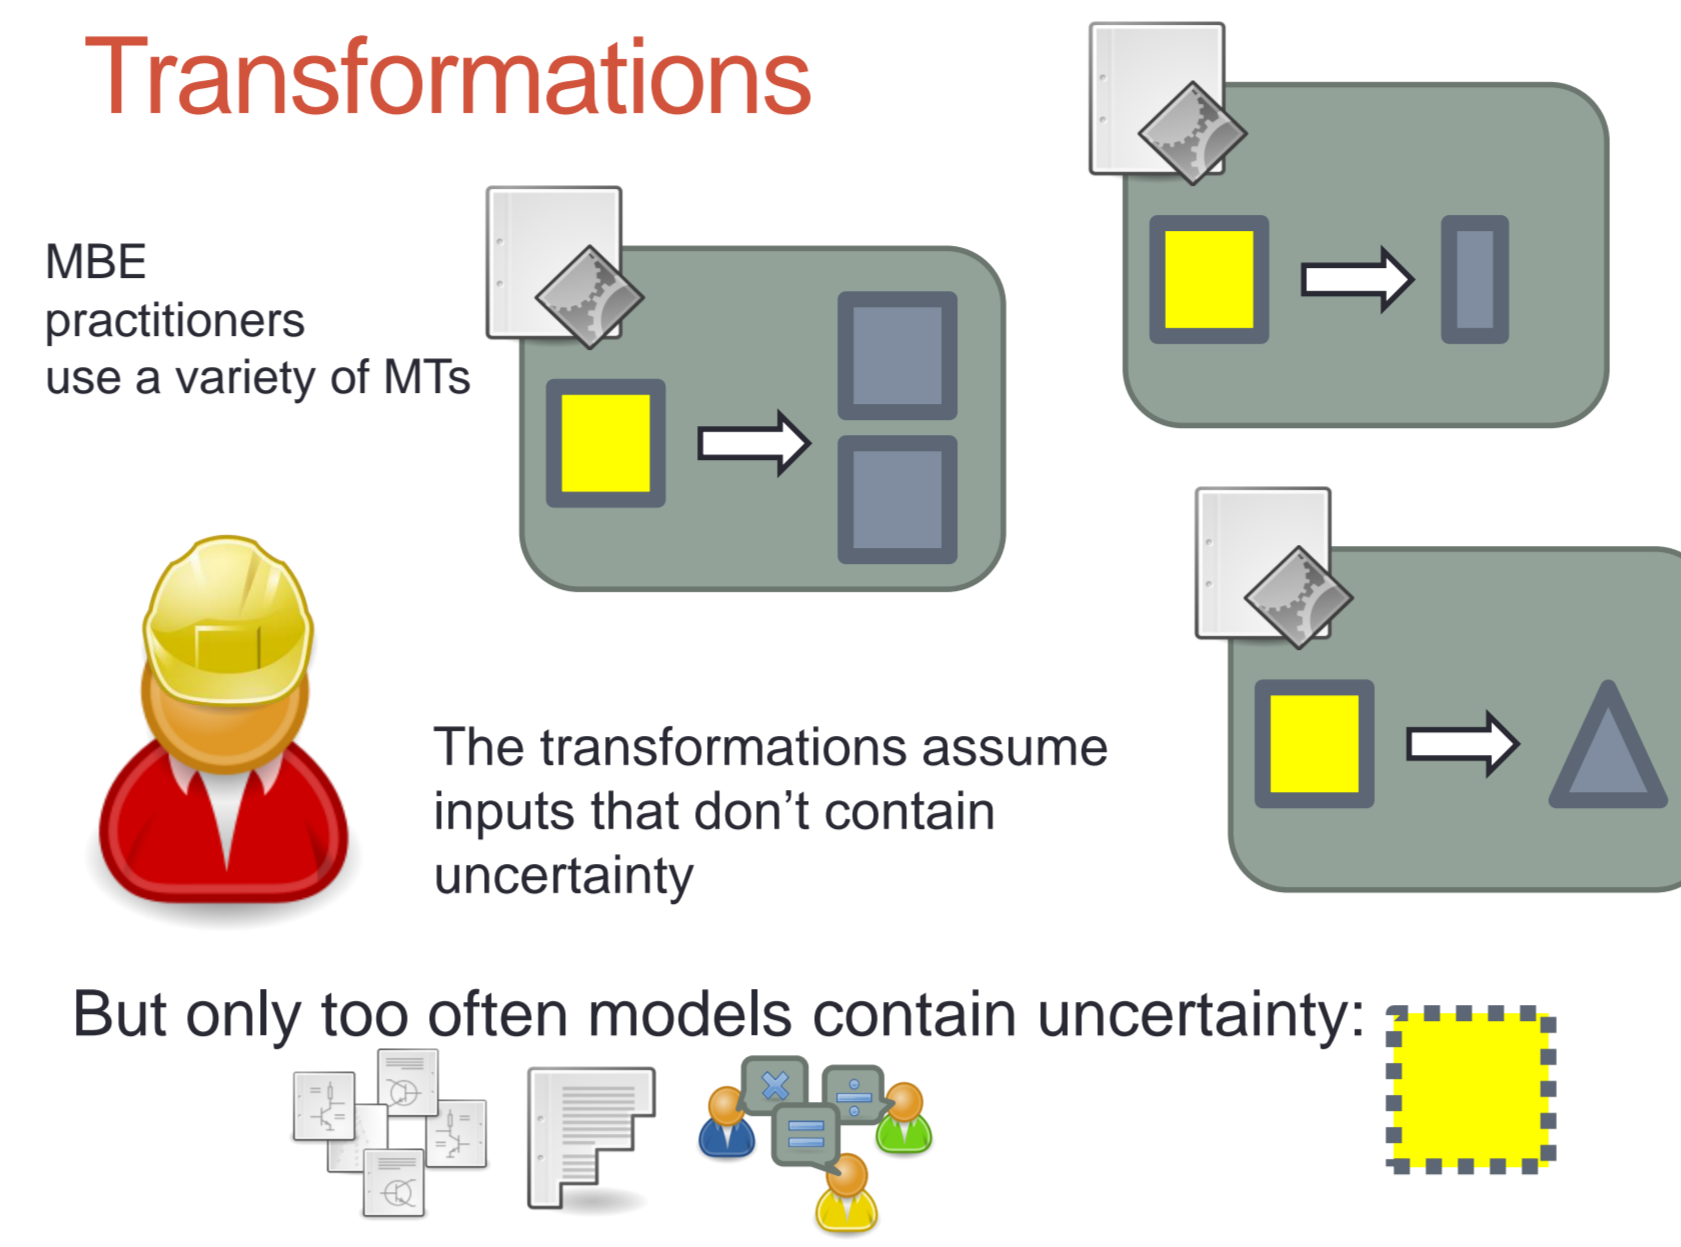 Transformations
MBE
practitioners
use a variety of MTs
The transformations assume
inputs that don’t contain
uncertainty
But only too often models contain uncertainty: